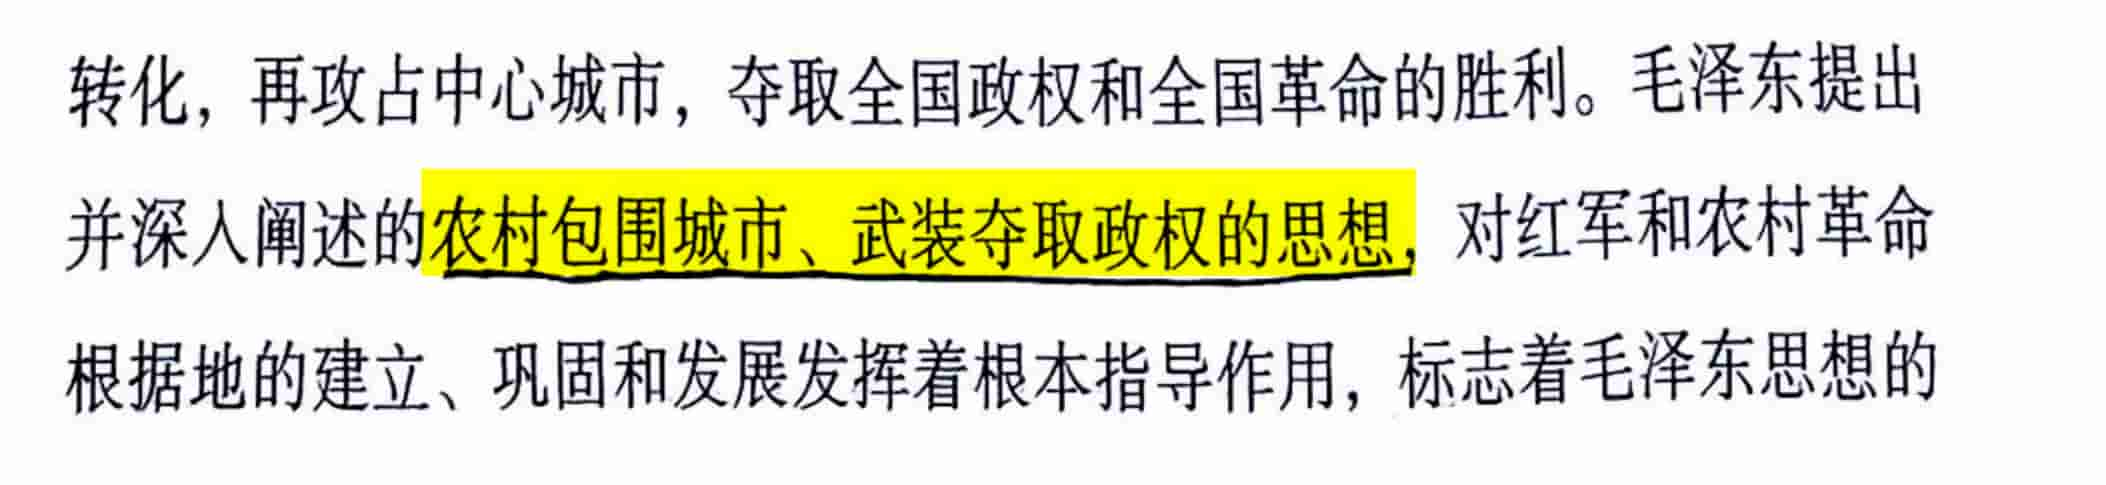 转化，再攻占中心城市，夺取全国政权和全国革命的胜利。毛泽东提出
并深入阐述的农村包围城市、武装夺取政权的思想，对红军和农村革命
根据地的建立、巩固和发展发挥着根本指导作用，标志着毛泽东思想的